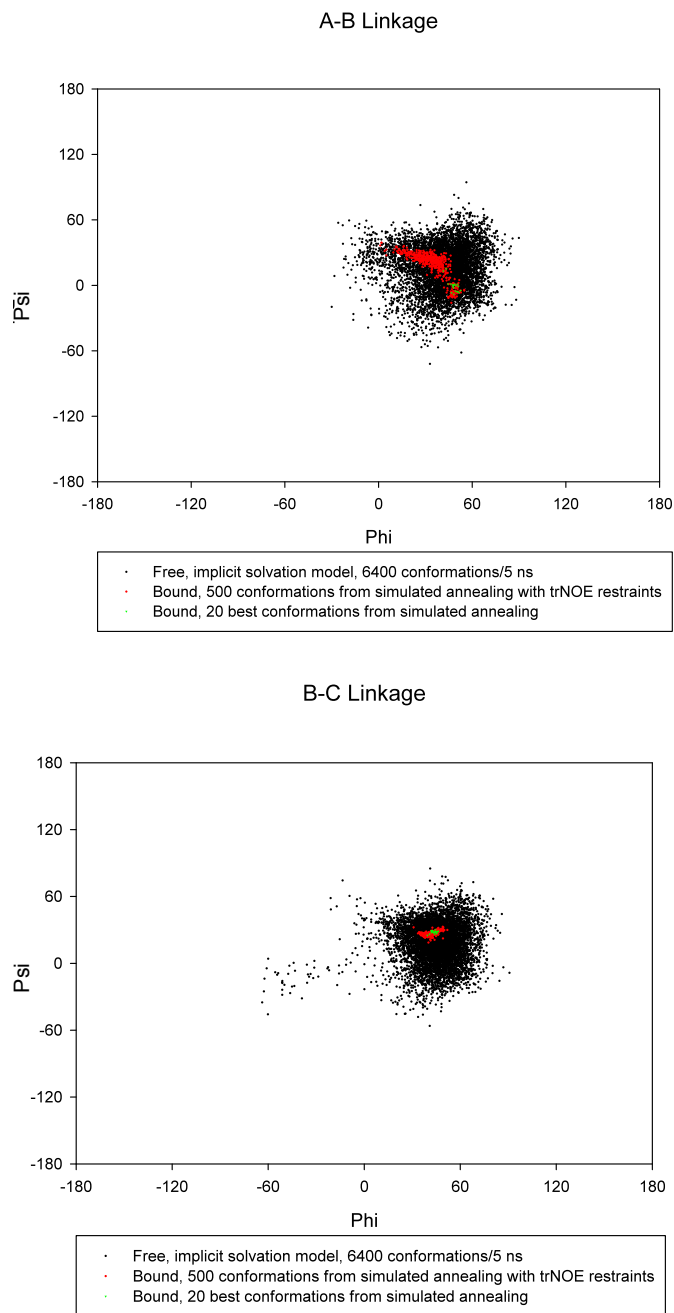 A-B Linkage
180
120
60
0
-60
-120
-180
Psi
-180
-120
-60
0
60
120
180
Phi
Free, implicit solvation model, 6400 conformations/5 ns
Bound, 500 conformations from simulated annealing with trNOE restraints
Bound, 20 best conformations from simulated annealing
B-C Linkage
180
120
60
0
-60
-120
-180
Psi
-180
-120
-60
0
60
120
180
Phi
Free, implicit solvation model, 6400 conformations/5 ns
Bound, 500 conformations from simulated annealing with trNOE restraints
Bound, 20 best conformations from simulated annealing